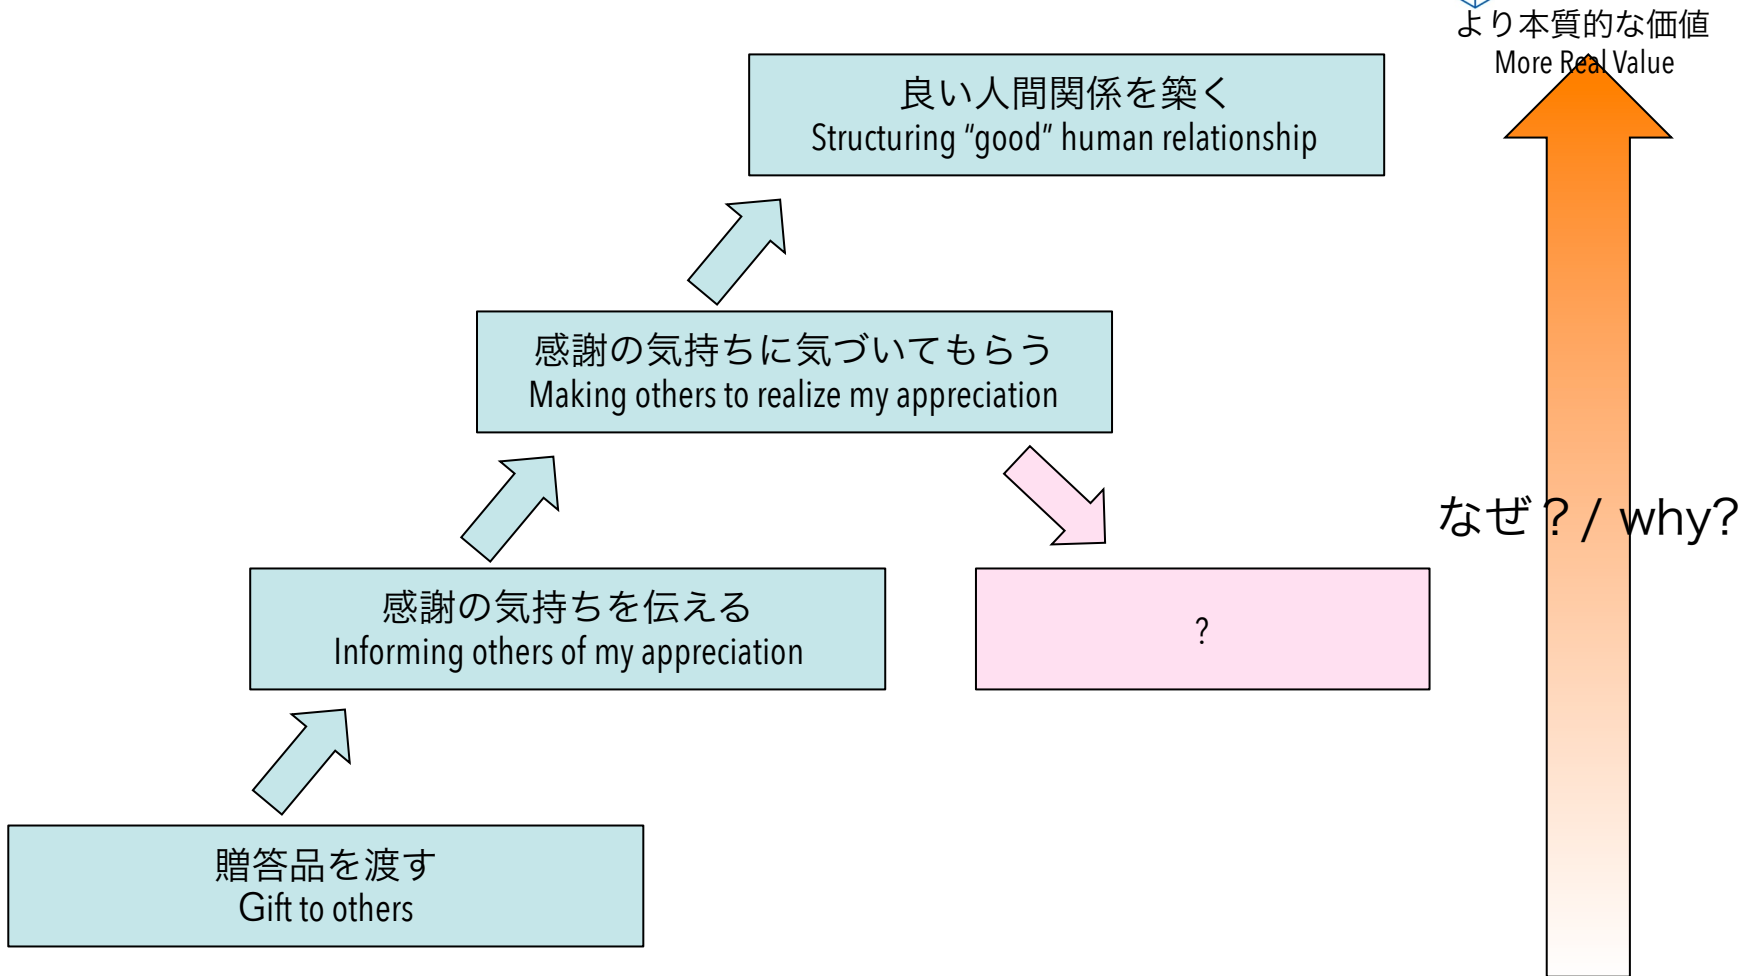 より本質的な価値
More Real Value
良い人間関係を築く
Structuring “good” human relationship
感謝の気持ちに気づいてもらう
Making others to realize my appreciation
なぜ？/ why?
感謝の気持ちを伝える
Informing others of my appreciation
?
贈答品を渡す
Gift to others